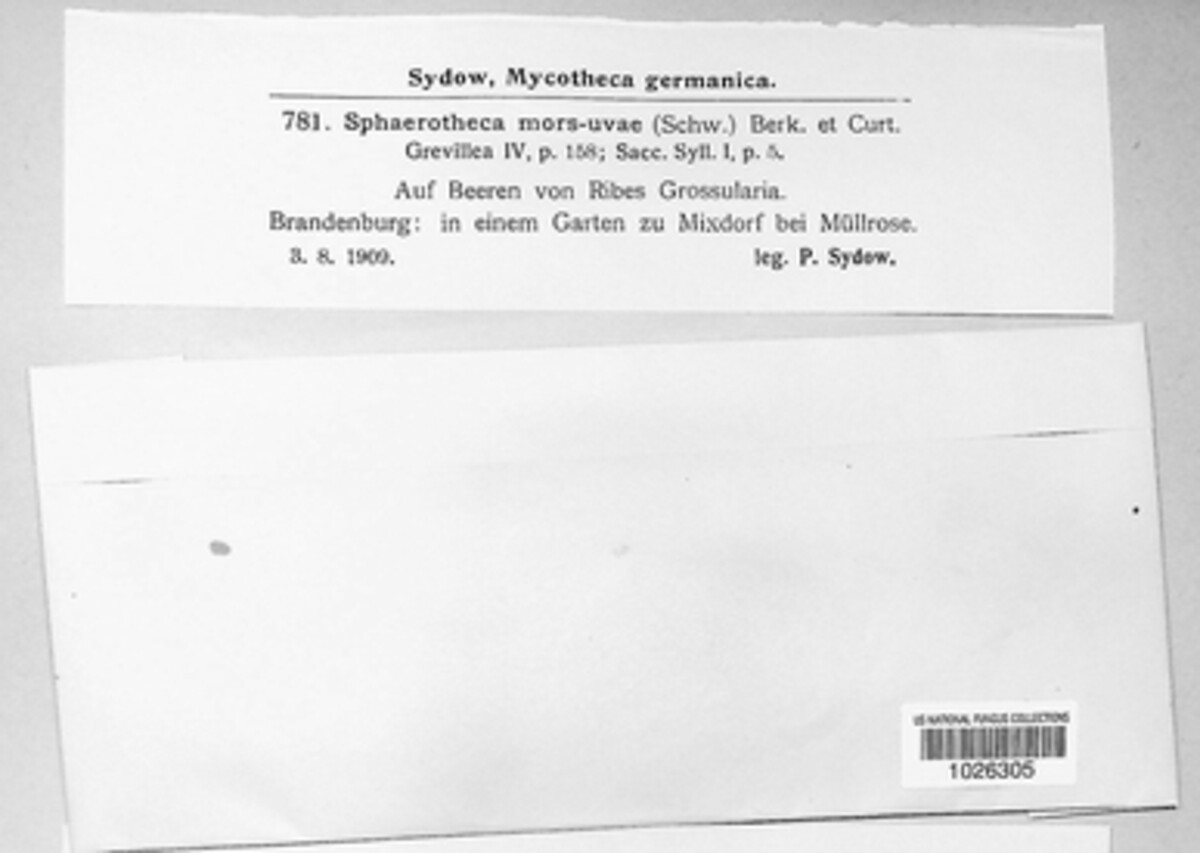 Sydow, Mycotheca germanica.
781. Sphaerotheca mors-uvae (Schw.) Berk. et Curt.
Grevillea IV, p. 158; Sacc. Syll. I, p. 5.
Auf Beeren von Ribes Grossularia.
Brandenburg: in einem Garten zu Mixdorf bei Müllrose.
3. 8. 1909. leg. P. Sydow.
US NATIONAL FUNGUS COLLECTIONS
1026305